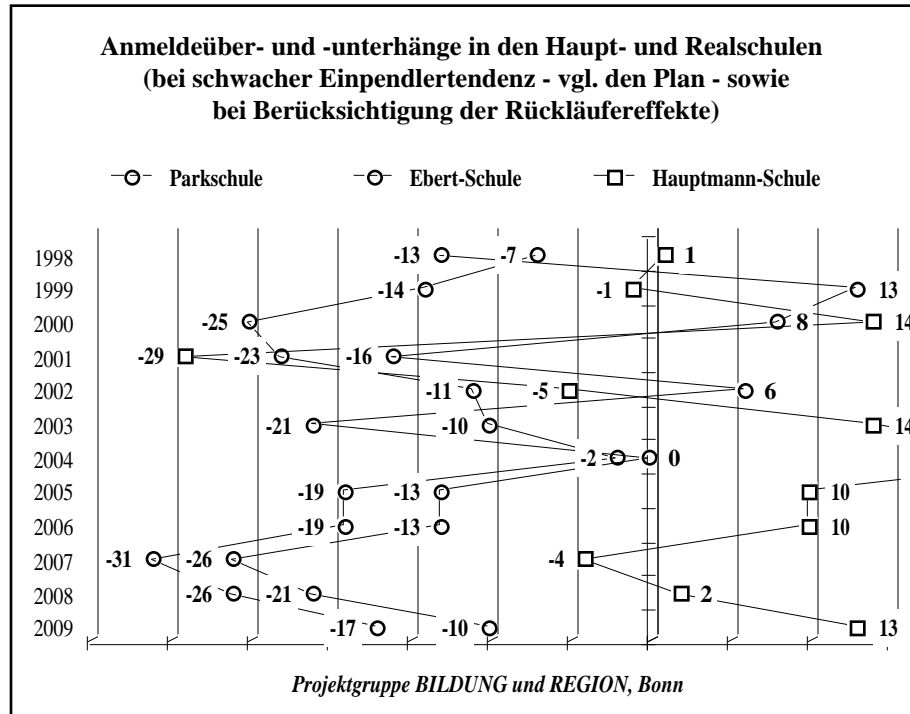 Anmeldeüber- und -unterhänge in den Haupt- und Realschulen
(bei schwacher Einpendlertendenz - vgl. den Plan - sowie
bei Berücksichtigung der Rückläufereffekte)
Parkschule Ebert-Schule Hauptmann-Schule
1998 -13 -7 1
1999 -14 -1 13
2000 -25 8 14
2001 -29 -23 -16
2002 -11 -5 6
2003 -21 -10 14
2004 -2 0
2005 -19 -13 10
2006 -19 -13 10
2007 -31 -26 -4
2008 -26 -21 2
2009 -17 -10 13
Projektgruppe BILDUNG und REGION, Bonn